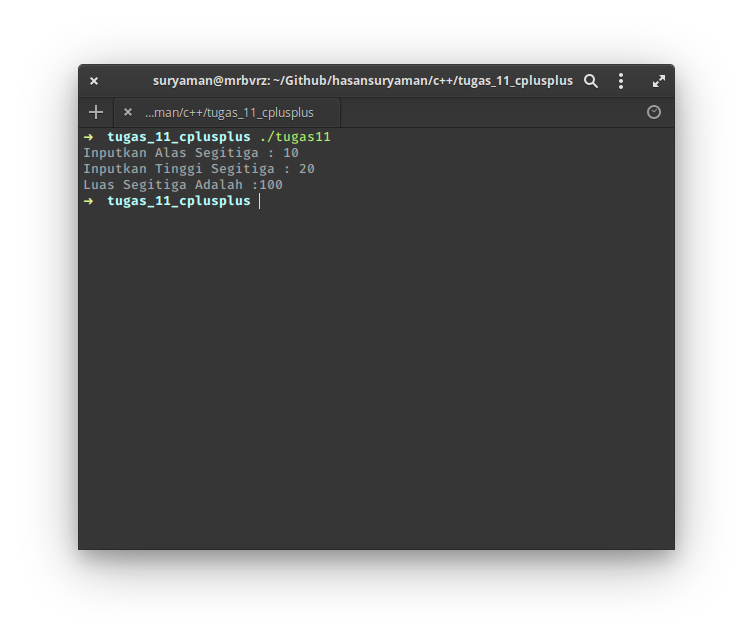 suryaman@mrbvrz: ~/Github/hasansuryaman/c++/tugas_11_cplusplus
...man/c++/tugas_11_cplusplus
➜ tugas_11_cplusplus ./tugas11
Inputkan Alas Segitiga : 10
Inputkan Tinggi Segitiga : 20
Luas Segitiga Adalah :100
➜ tugas_11_cplusplus